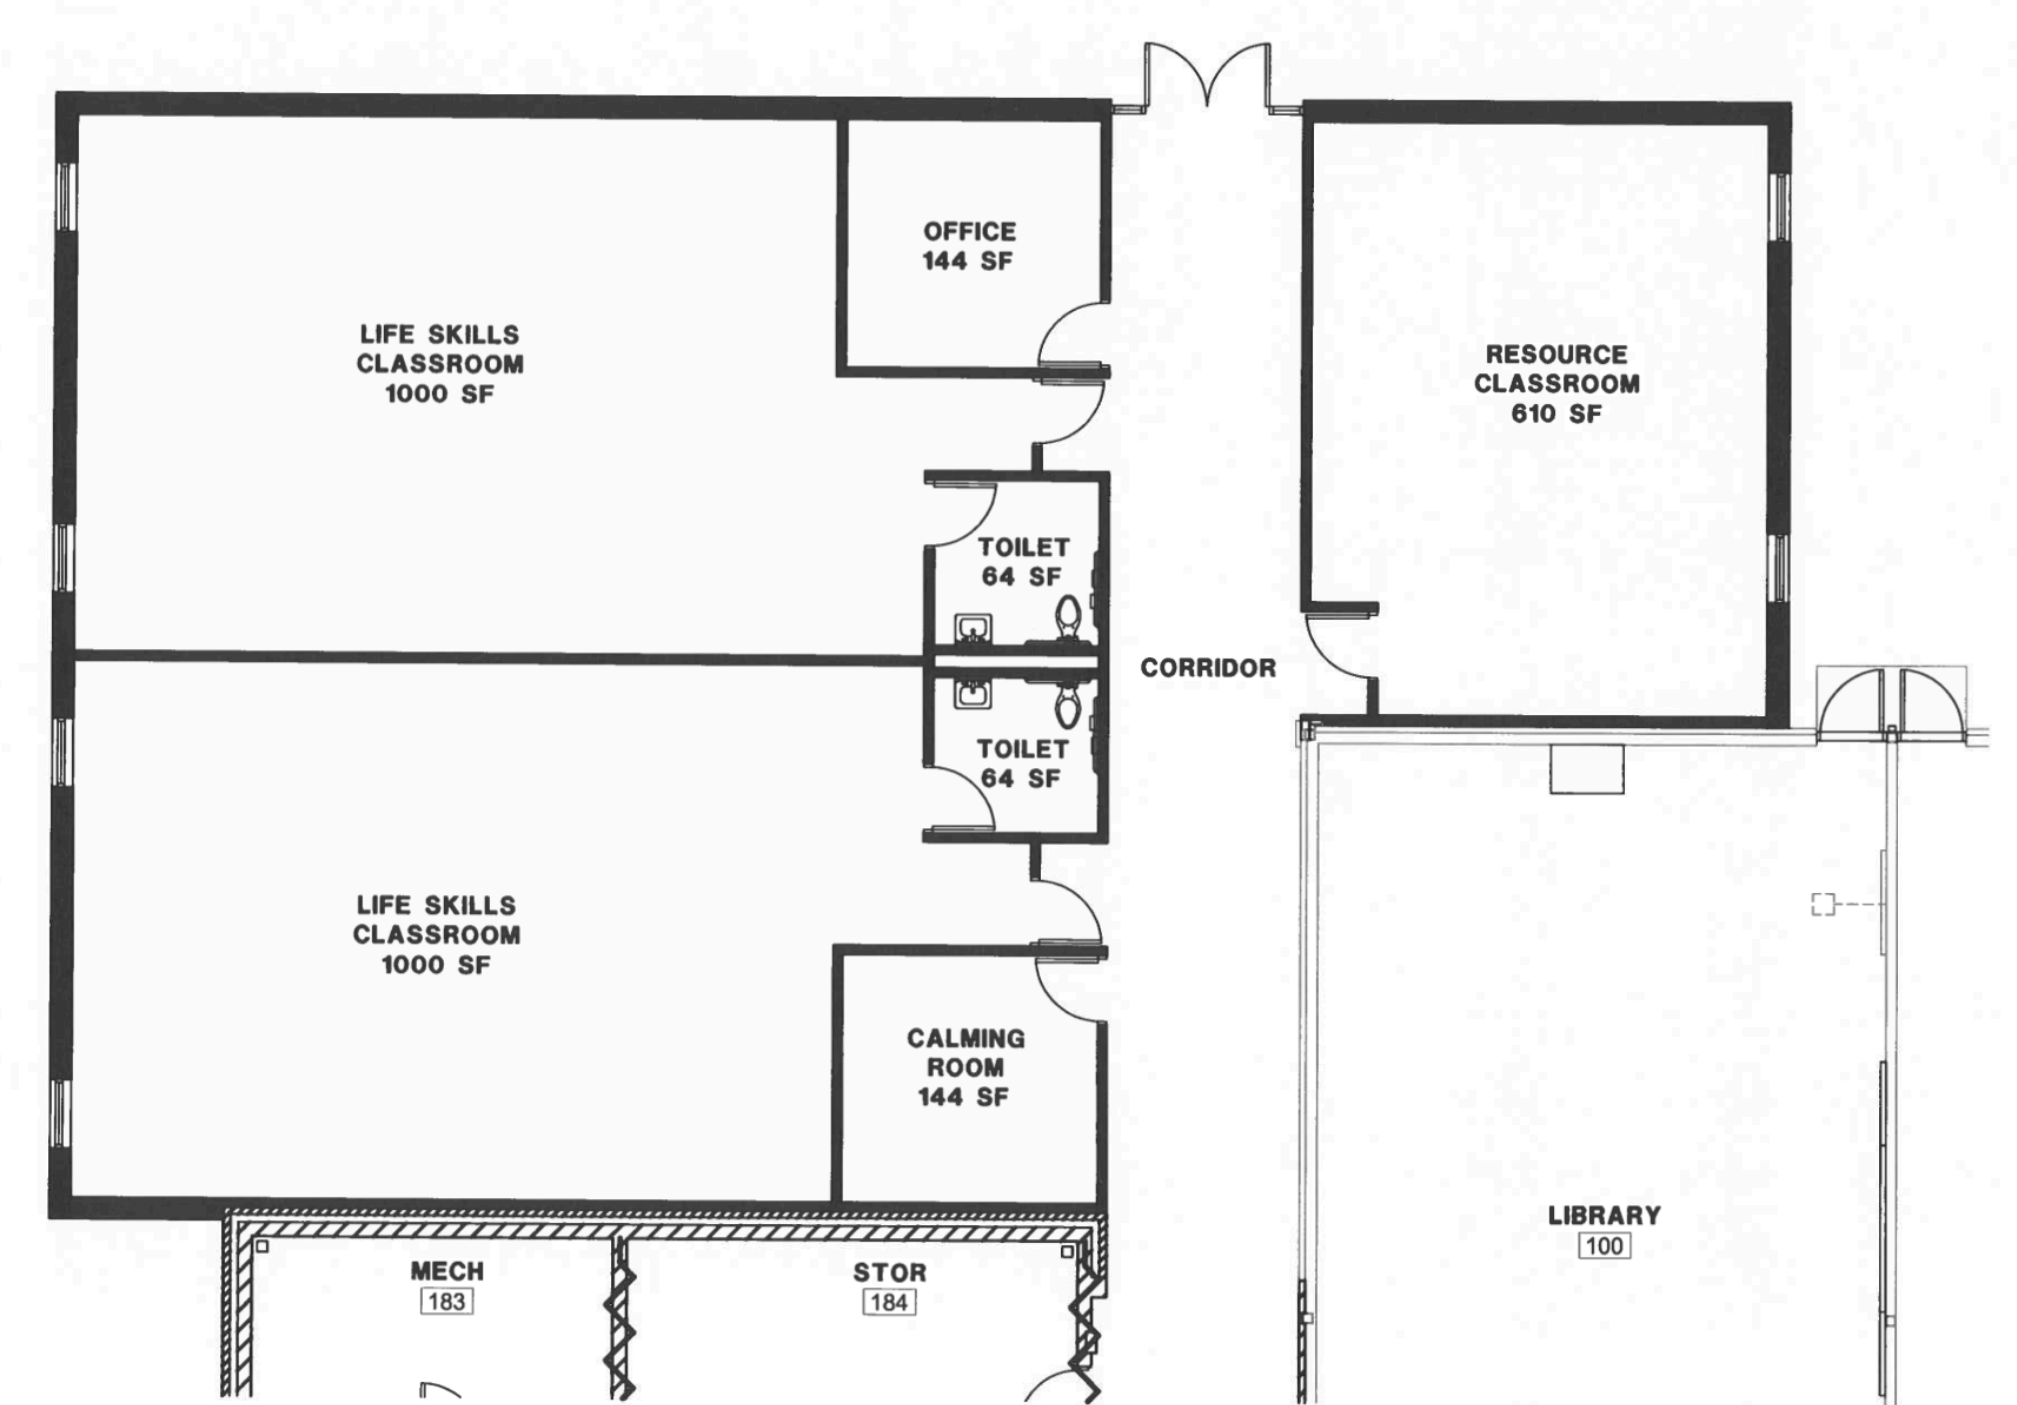 OFFICE
144 SF
LIFE SKILLS
CLASSROOM
1000 SF
RESOURCE
CLASSROOM
610 SF
TOILET
64 SF
CORRIDOR
TOILET
64 SF
LIFE SKILLS
CLASSROOM
1000 SF
CALMING
ROOM
144 SF
LIBRARY
100
MECH
183
STOR
184